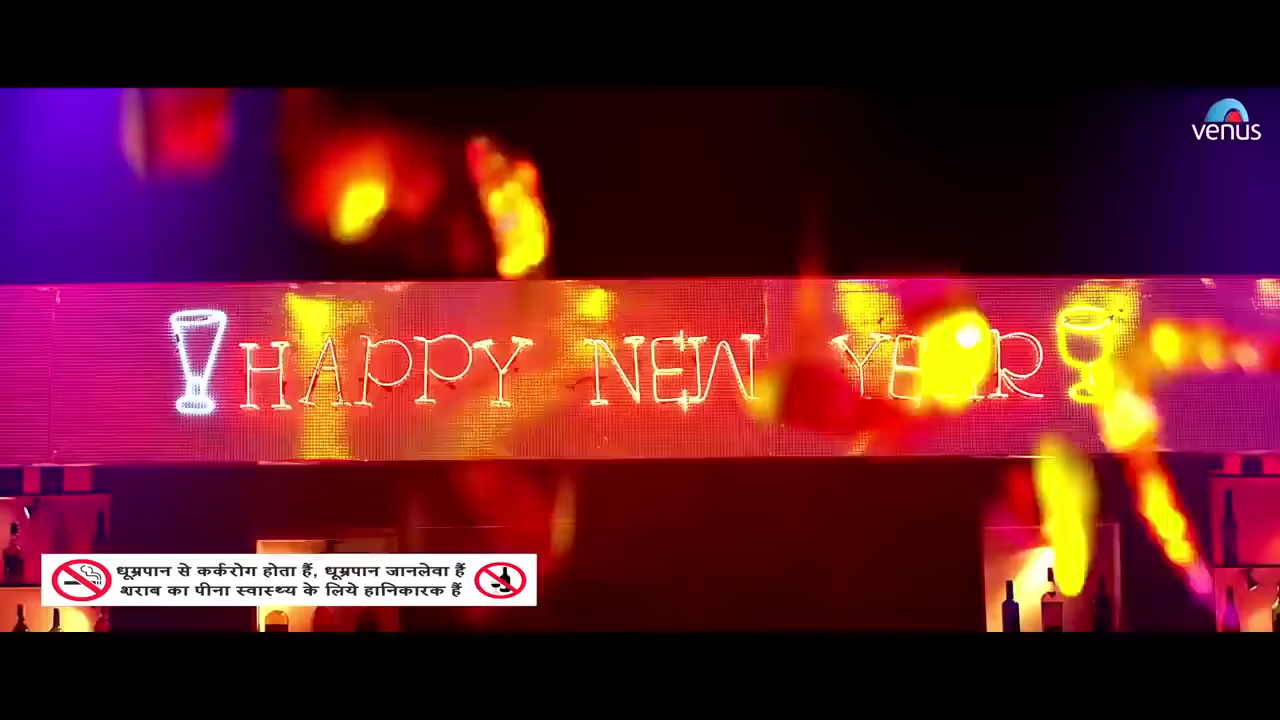 venus
HAPPY NEW YEAR
धूम्रपान से कर्करोग होता हैं, धूम्रपान जानलेवा हैं
शराब का पीना स्वास्थ्य के लिये हानिकारक हैं